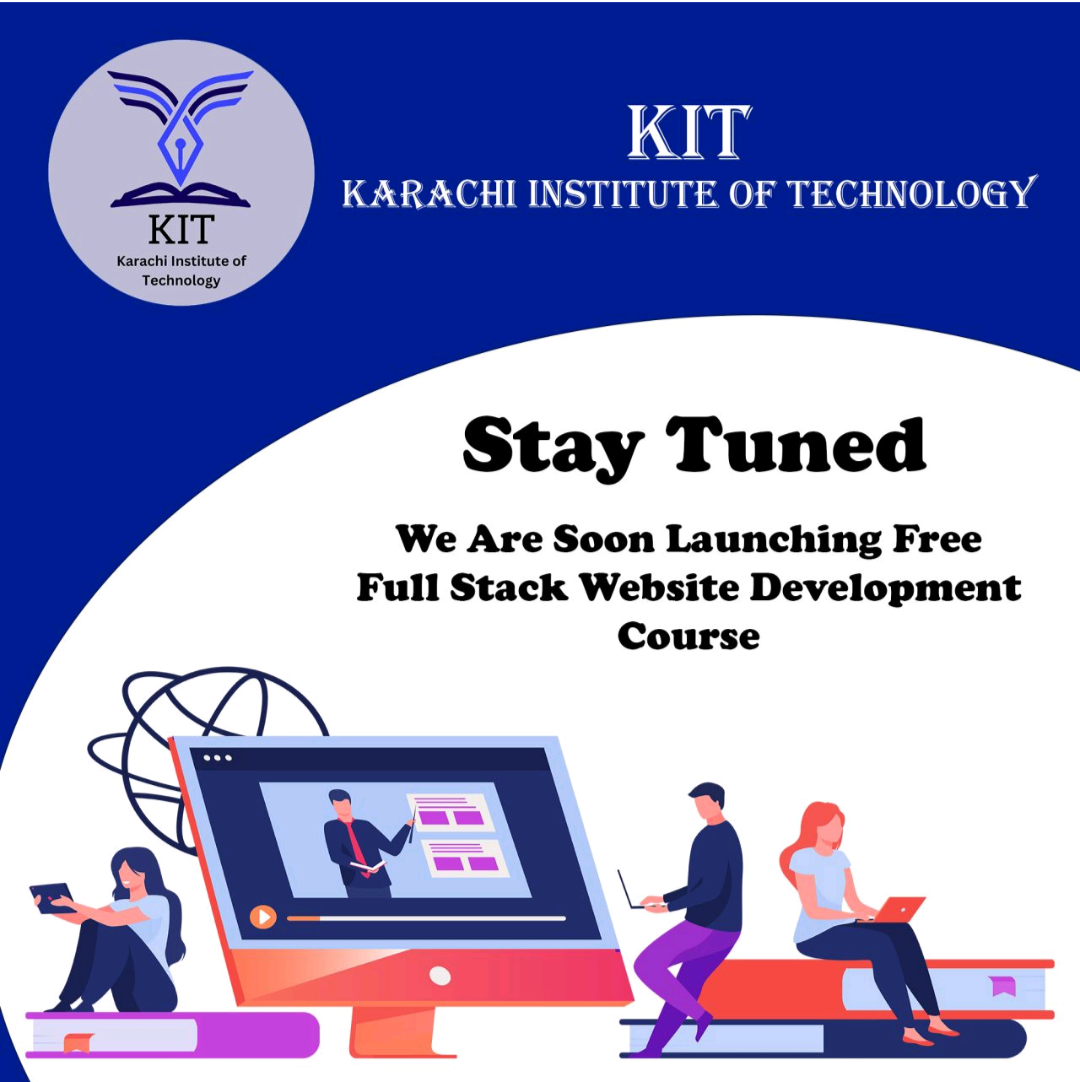 KIT
Karachi Institute of
Technology
KIT
KARACHI INSTITUTE OF TECHNOLOGY
Stay Tuned
We Are Soon Launching Free
Full Stack Website Development
Course